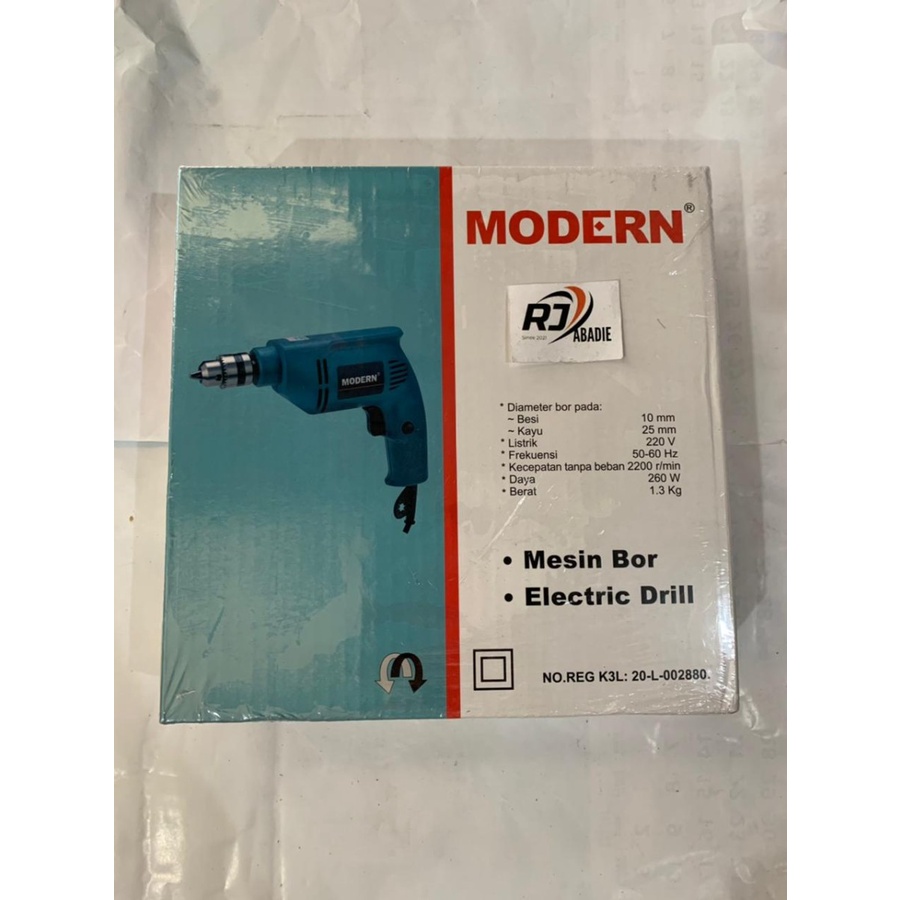 MODERN®
RJ
Since 2021
ABADIE
MODERN
* Diameter bor pada:
~ Besi 10 mm
~ Kayu 25 mm
* Listrik 220 V
* Frekuensi 50-60 Hz
* Kecepatan tanpa beban 2200 r/min
* Daya 260 W
* Berat 1.3 Kg
• Mesin Bor
• Electric Drill
NO.REG K3L: 20-L-002880.